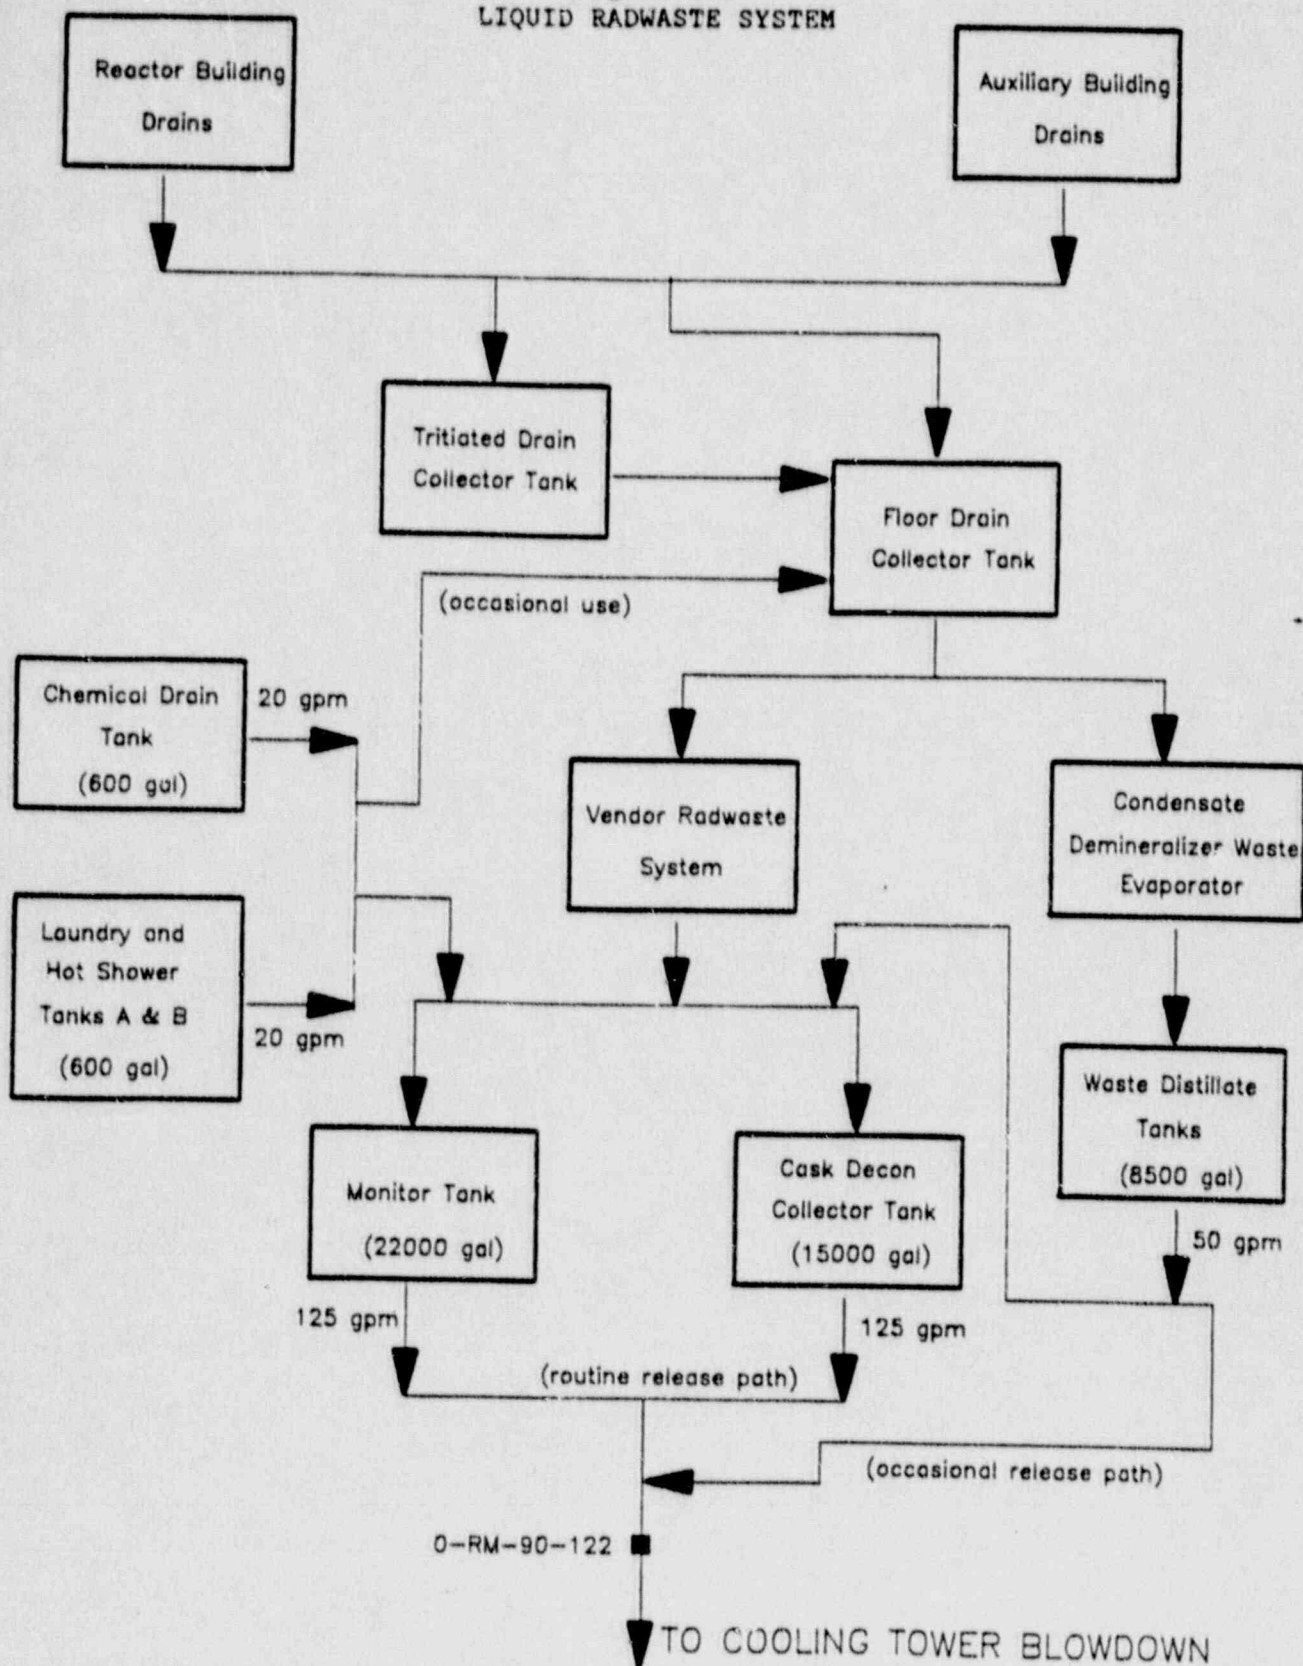 LIQUID RADWASTE SYSTEM
Reactor Building
Drains
Auxiliary Building
Drains
Tritiated Drain
Collector Tank
Floor Drain
Collector Tank
(occasional use)
Chemical Drain
Tank
(600 gal)
20 gpm
Vendor Radwaste
System
Condensate
Demineralizer Waste
Evaporator
Laundry and
Hot Shower
Tanks A & B
(600 gal)
20 gpm
Waste Distillate
Tanks
(8500 gal)
50 gpm
Monitor Tank
(22000 gal)
125 gpm
Cask Decon
Collector Tank
(15000 gal)
125 gpm
(routine release path)
(occasional release path)
0-RM-90-122
TO COOLING TOWER BLOWDOWN